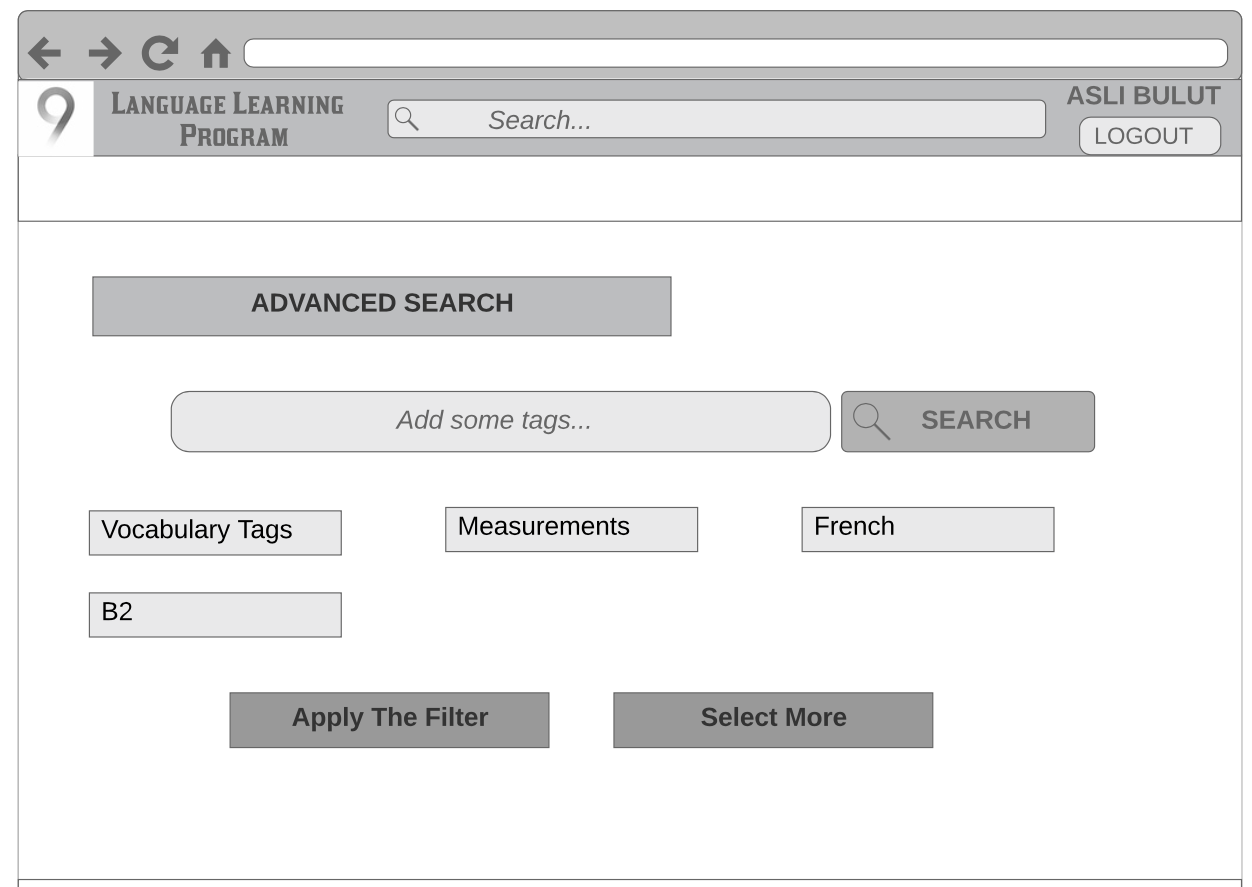 9
LANGUAGE LEARNING
PROGRAM
Search...
ASLI BULUT
LOGOUT
ADVANCED SEARCH
Add some tags...
SEARCH
Vocabulary Tags
Measurements
French
B2
Apply The Filter
Select More